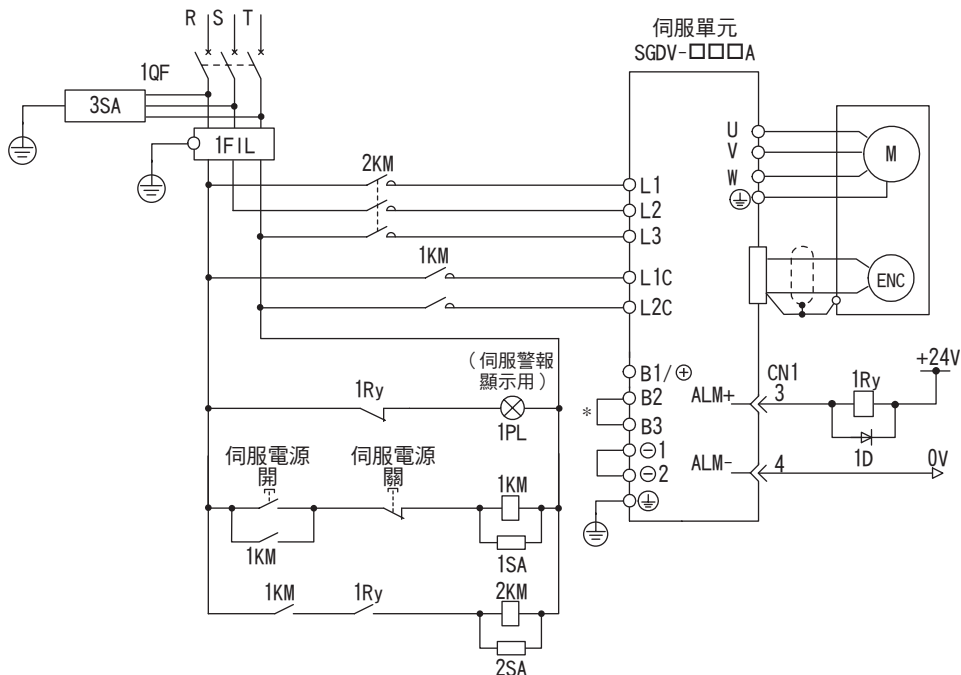 R S T
伺服單元
SGDV-□□□A
1QF
3SA
1FIL
U
V
W
M
2KM
L1
L2
L3
1KM
L1C
L2C
ENC
(伺服警報
顯示用)
1Ry
1PL
B1/⊕
B2
B3
*
⊖1
⊖2
CN1
ALM+ 3
1Ry
+24V
1D
ALM- 4
0V
伺服電源
開
伺服電源
關
1KM
1KM
1SA
1KM
1Ry
2KM
2SA